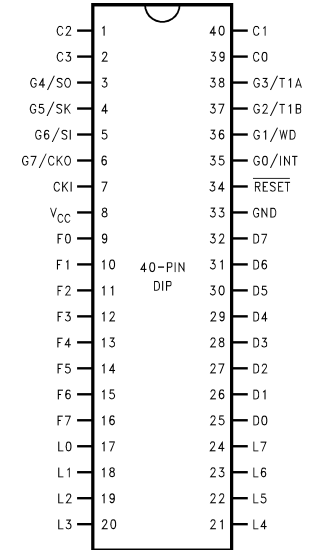 C2 1 40 C1
C3 2 39 C0
G4/SO 3 38 G3/T1A
G5/SK 4 37 G2/T1B
G6/SI 5 36 G1/WD
G7/CKO 6 35 G0/INT
CKI 7 34 RESET
VCC 8 33 GND
F0 9 32 D7
F1 10 31 D6
40-PIN
F2 11 30 D5
DIP
F3 12 29 D4
F4 13 28 D3
F5 14 27 D2
F6 15 26 D1
F7 16 25 D0
L0 17 24 L7
L1 18 23 L6
L2 19 22 L5
L3 20 21 L4